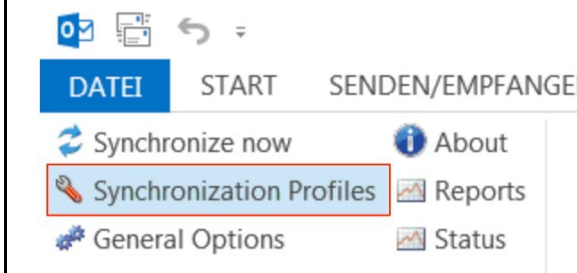 DATEI START SENDEN/EMPFANGE
Synchronize now About
Synchronization Profiles Reports
General Options Status